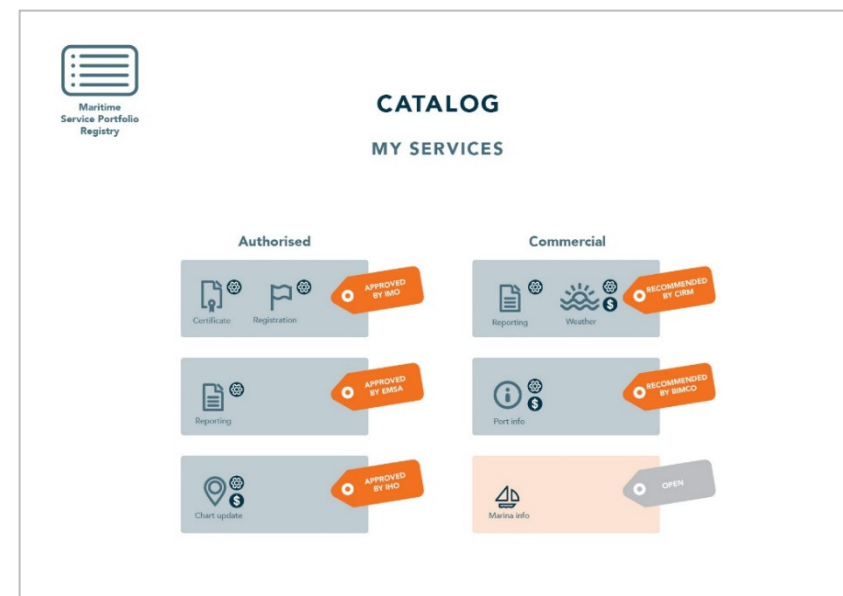 Maritime
Service Portfolio
Registry
CATALOG
MY SERVICES
Authorised
Certificate
Registration
APPROVED
BY IMO
Reporting
APPROVED
BY EMSA
Chart update
$
APPROVED
BY IHO
Commercial
Reporting
Weather
$
RECOMMENDED
BY CIRM
Port info
$
RECOMMENDED
BY BIMCO
Marina info
OPEN